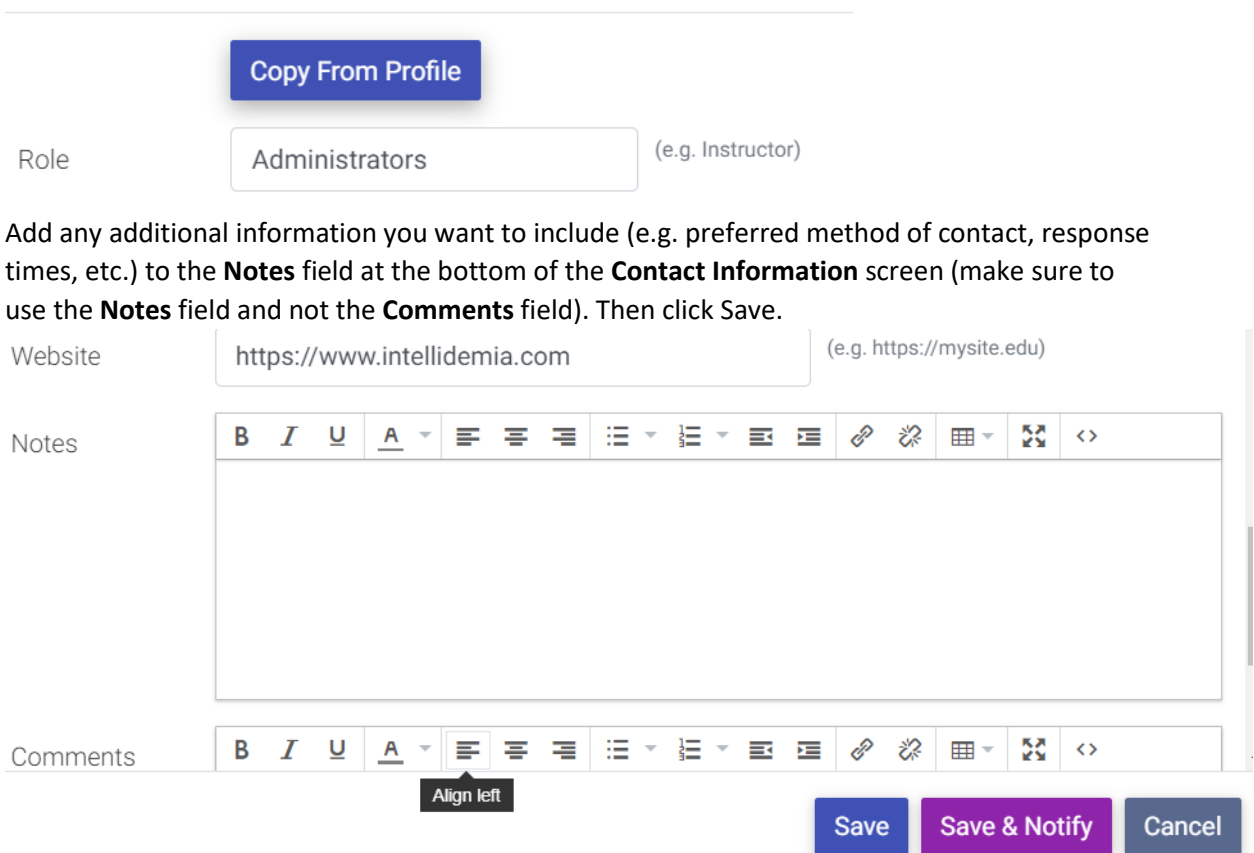 Copy From Profile
Role Administrators (e.g. Instructor)
Add any additional information you want to include (e.g. preferred method of contact, response
times, etc.) to the Notes field at the bottom of the Contact Information screen (make sure to
use the Notes field and not the Comments field). Then click Save.
Website https://www.intellidemia.com (e.g. https://mysite.edu)
Notes B I U A
Comments B I U A
Align left
Save Save & Notify Cancel